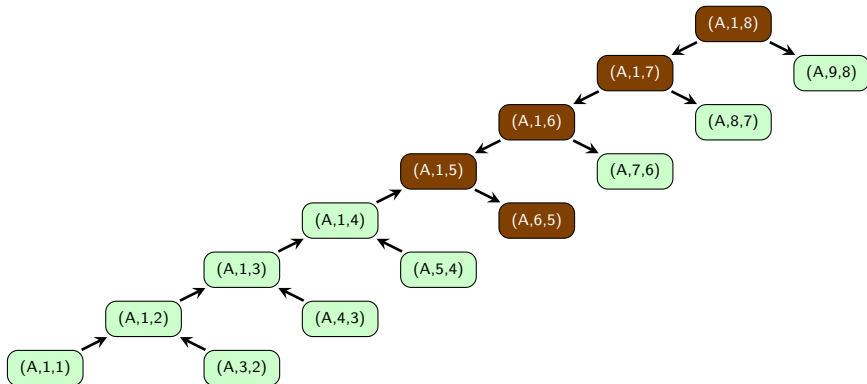 (A,1,8)
(A,1,7)
(A,9,8)
(A,1,6)
(A,8,7)
(A,1,5)
(A,7,6)
(A,1,4)
(A,6,5)
(A,1,3)
(A,5,4)
(A,1,2)
(A,4,3)
(A,1,1)
(A,3,2)